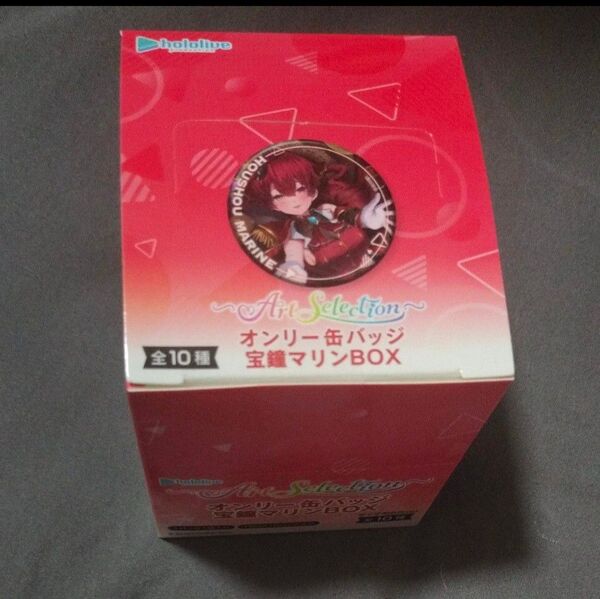 hololive
HOUSHOU MARINE
~Art Selection~
オンリー缶バッジ
宝鐘マリンBOX
全10種
hololive
~Art Selection~
オンリー缶バッジ
宝鐘マリンBOX
全10種